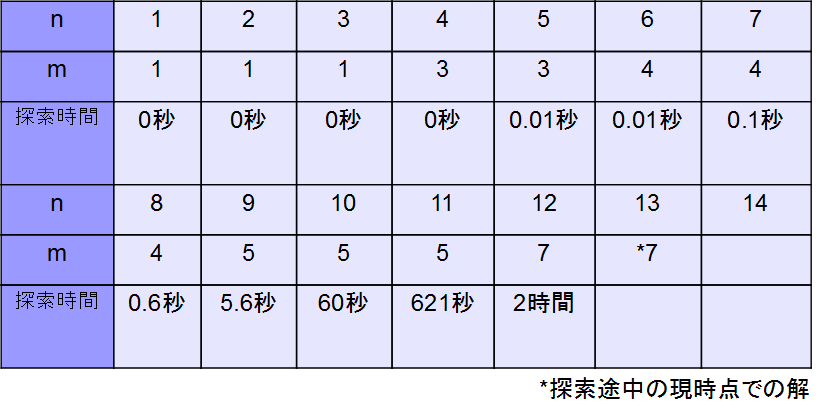 n 1 2 3 4 5 6 7
m 1 1 1 3 3 4 4
探索時間 0秒 0秒 0秒 0秒 0.01秒 0.01秒 0.1秒
n 8 9 10 11 12 13 14
m 4 5 5 5 7 *7
探索時間 0.6秒 5.6秒 60秒 621秒 2時間
*探索途中の現時点での解